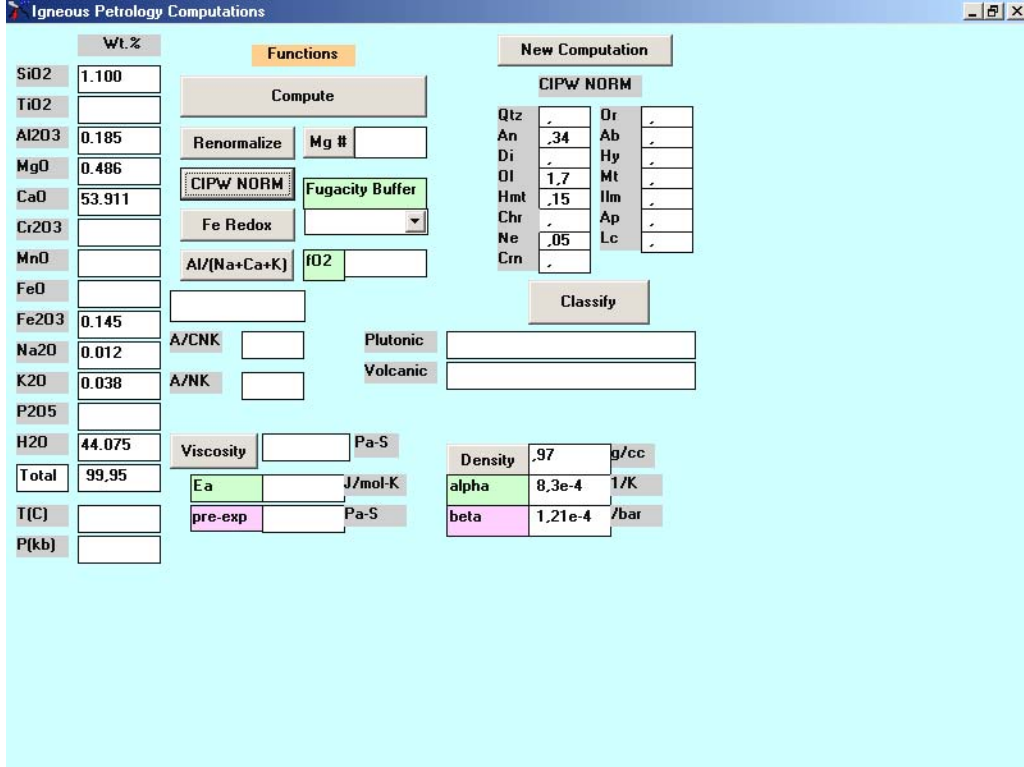 Igneous Petrology Computations
Wt.%
Functions
New Computation
SiO2 1.100
Compute
CIPW NORM
TiO2
Qtz , Or ,
Al2O3 0.185
Renormalize Mg #
An ,34 Ab ,
Di , Hy ,
MgO 0.486
CIPW NORM Fugacity Buffer
Ol 1,7 Mt ,
CaO 53.911
Hmt ,15 Ilm ,
Cr2O3
Fe Redox
Chr , Ap ,
Ne ,05 Lc ,
MnO
Al/(Na+Ca+K) fO2
Crn ,
FeO
Classify
Fe2O3 0.145
Na2O 0.012
A/CNK
Plutonic
K2O 0.038
A/NK
Volcanic
P2O5
H2O 44.075
Viscosity Pa-S
Density ,97 g/cc
Total 99,95
Ea J/mol-K
alpha 8,3e-4 1/K
T(C)
pre-exp Pa-S
beta 1,21e-4 /bar
P(kb)